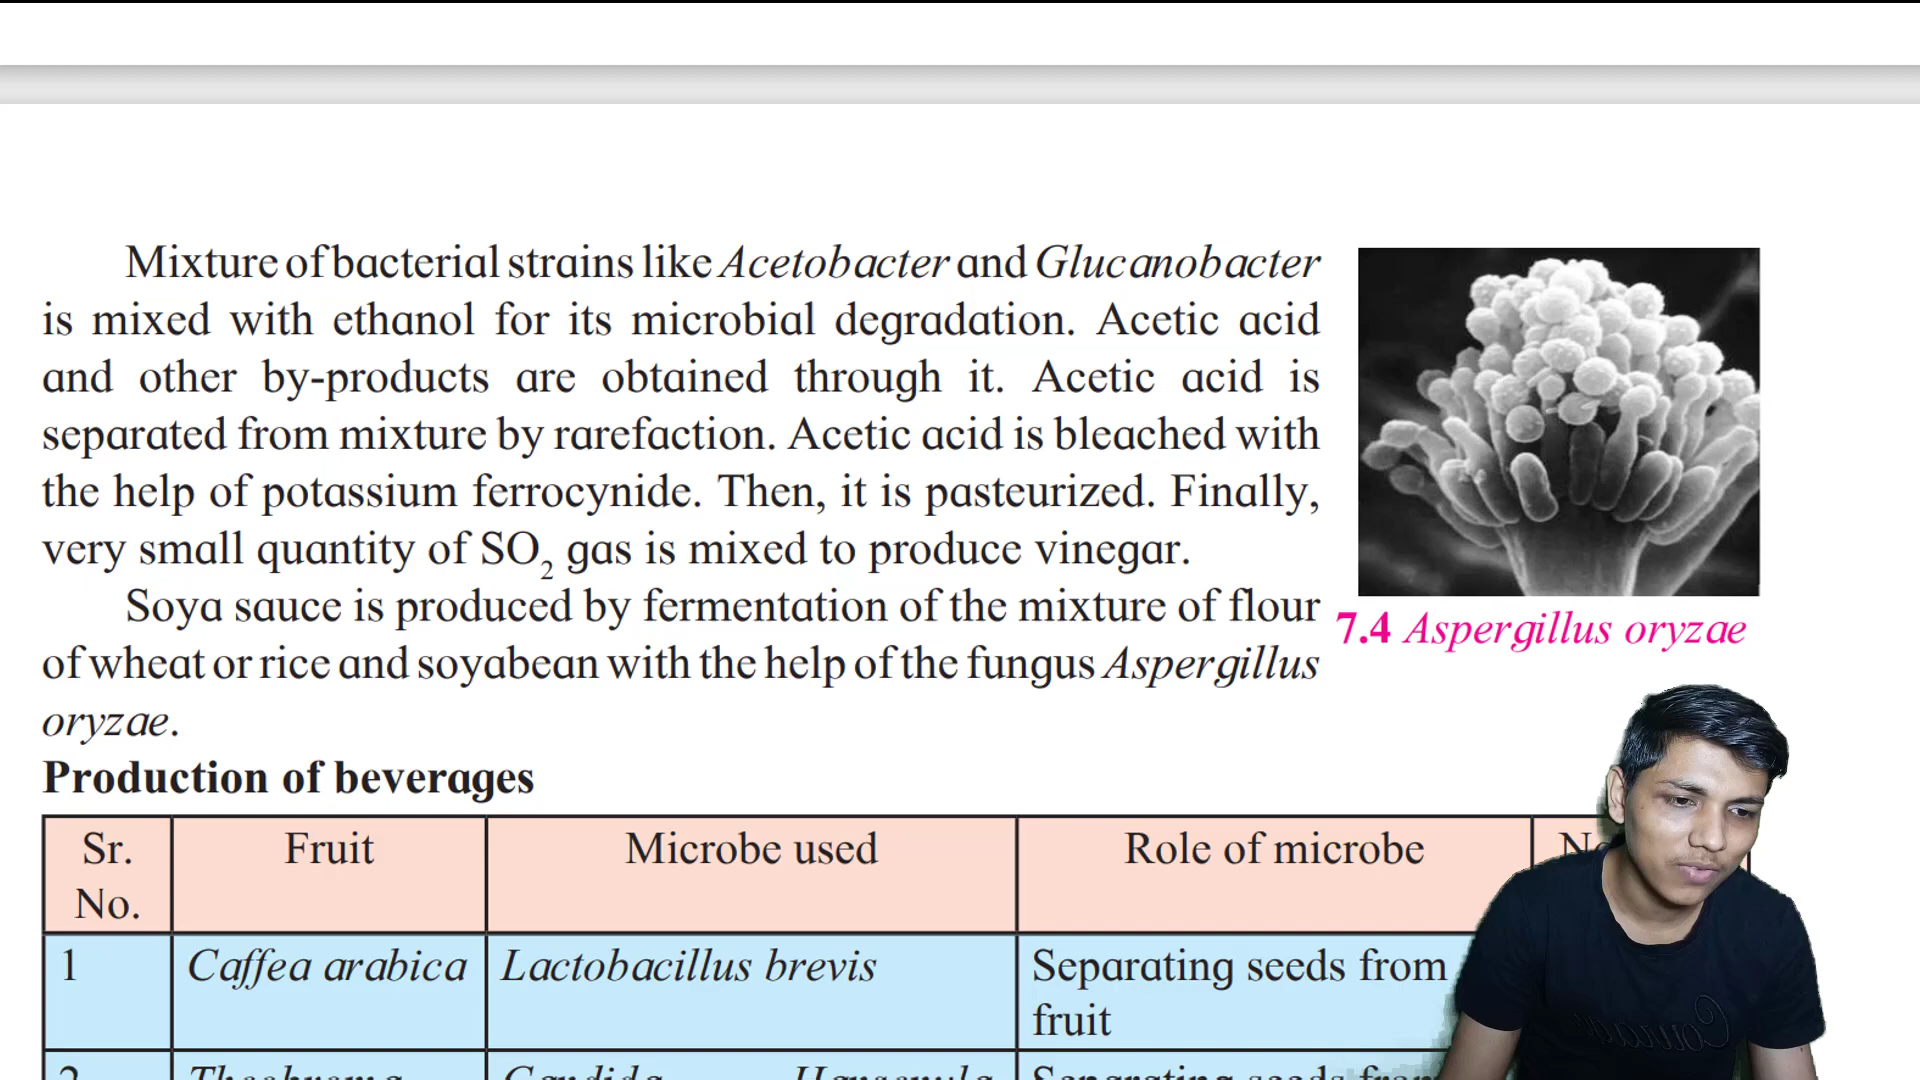 Mixture of bacterial strains like Acetobacter and Glucanobacter
is mixed with ethanol for its microbial degradation. Acetic acid
and other by-products are obtained through it. Acetic acid is
separated from mixture by rarefaction. Acetic acid is bleached with
the help of potassium ferrocynide. Then, it is pasteurized. Finally,
very small quantity of SO₂ gas is mixed to produce vinegar.
Soya sauce is produced by fermentation of the mixture of flour
of wheat or rice and soyabean with the help of the fungus Aspergillus
oryzae.
7.4 Aspergillus oryzae
Production of beverages
Sr. No.
Fruit
Microbe used
Role of microbe
1
Caffea arabica
Lactobacillus brevis
Separating seeds from
fruit
2
Candida
Separating seeds from